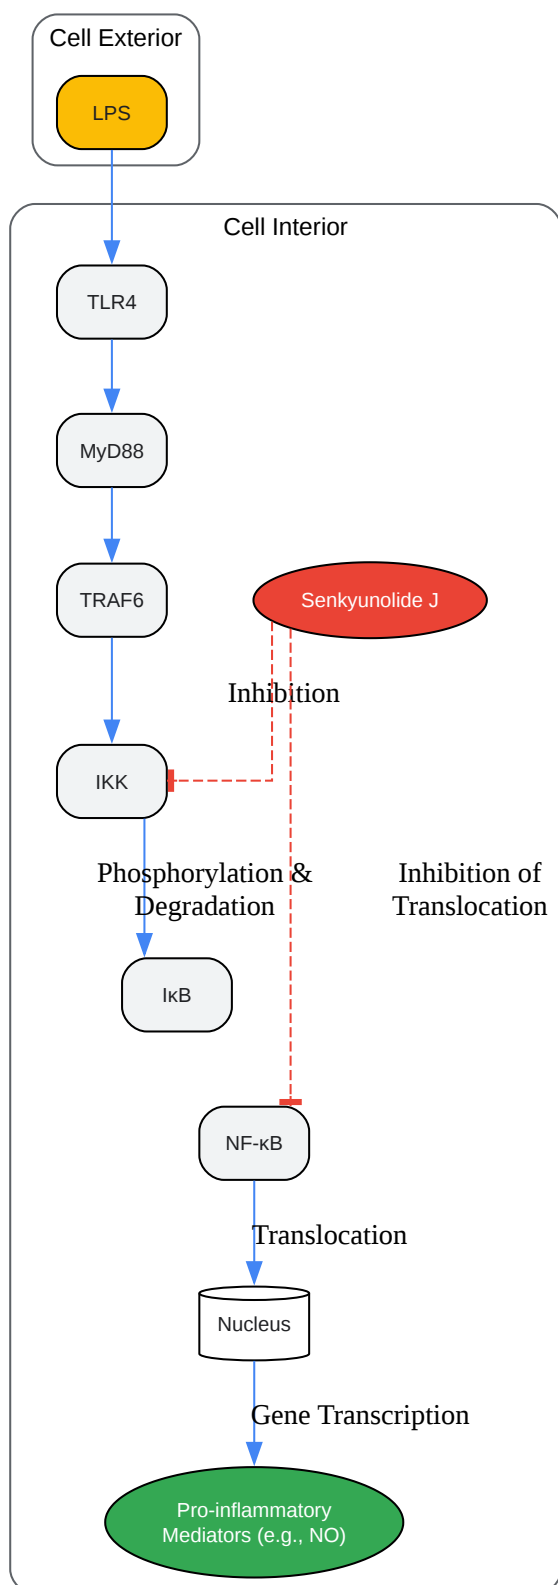 Cell Exterior
LPS
Cell Interior
TLR4
MyD88
TRAF6
Senkyunolide J
Inhibition
IKK
Phosphorylation &
Degradation
Inhibition of
Translocation
IκB
NF-κB
Translocation
Nucleus
Gene Transcription
Pro-inflammatory
Mediators (e.g., NO)